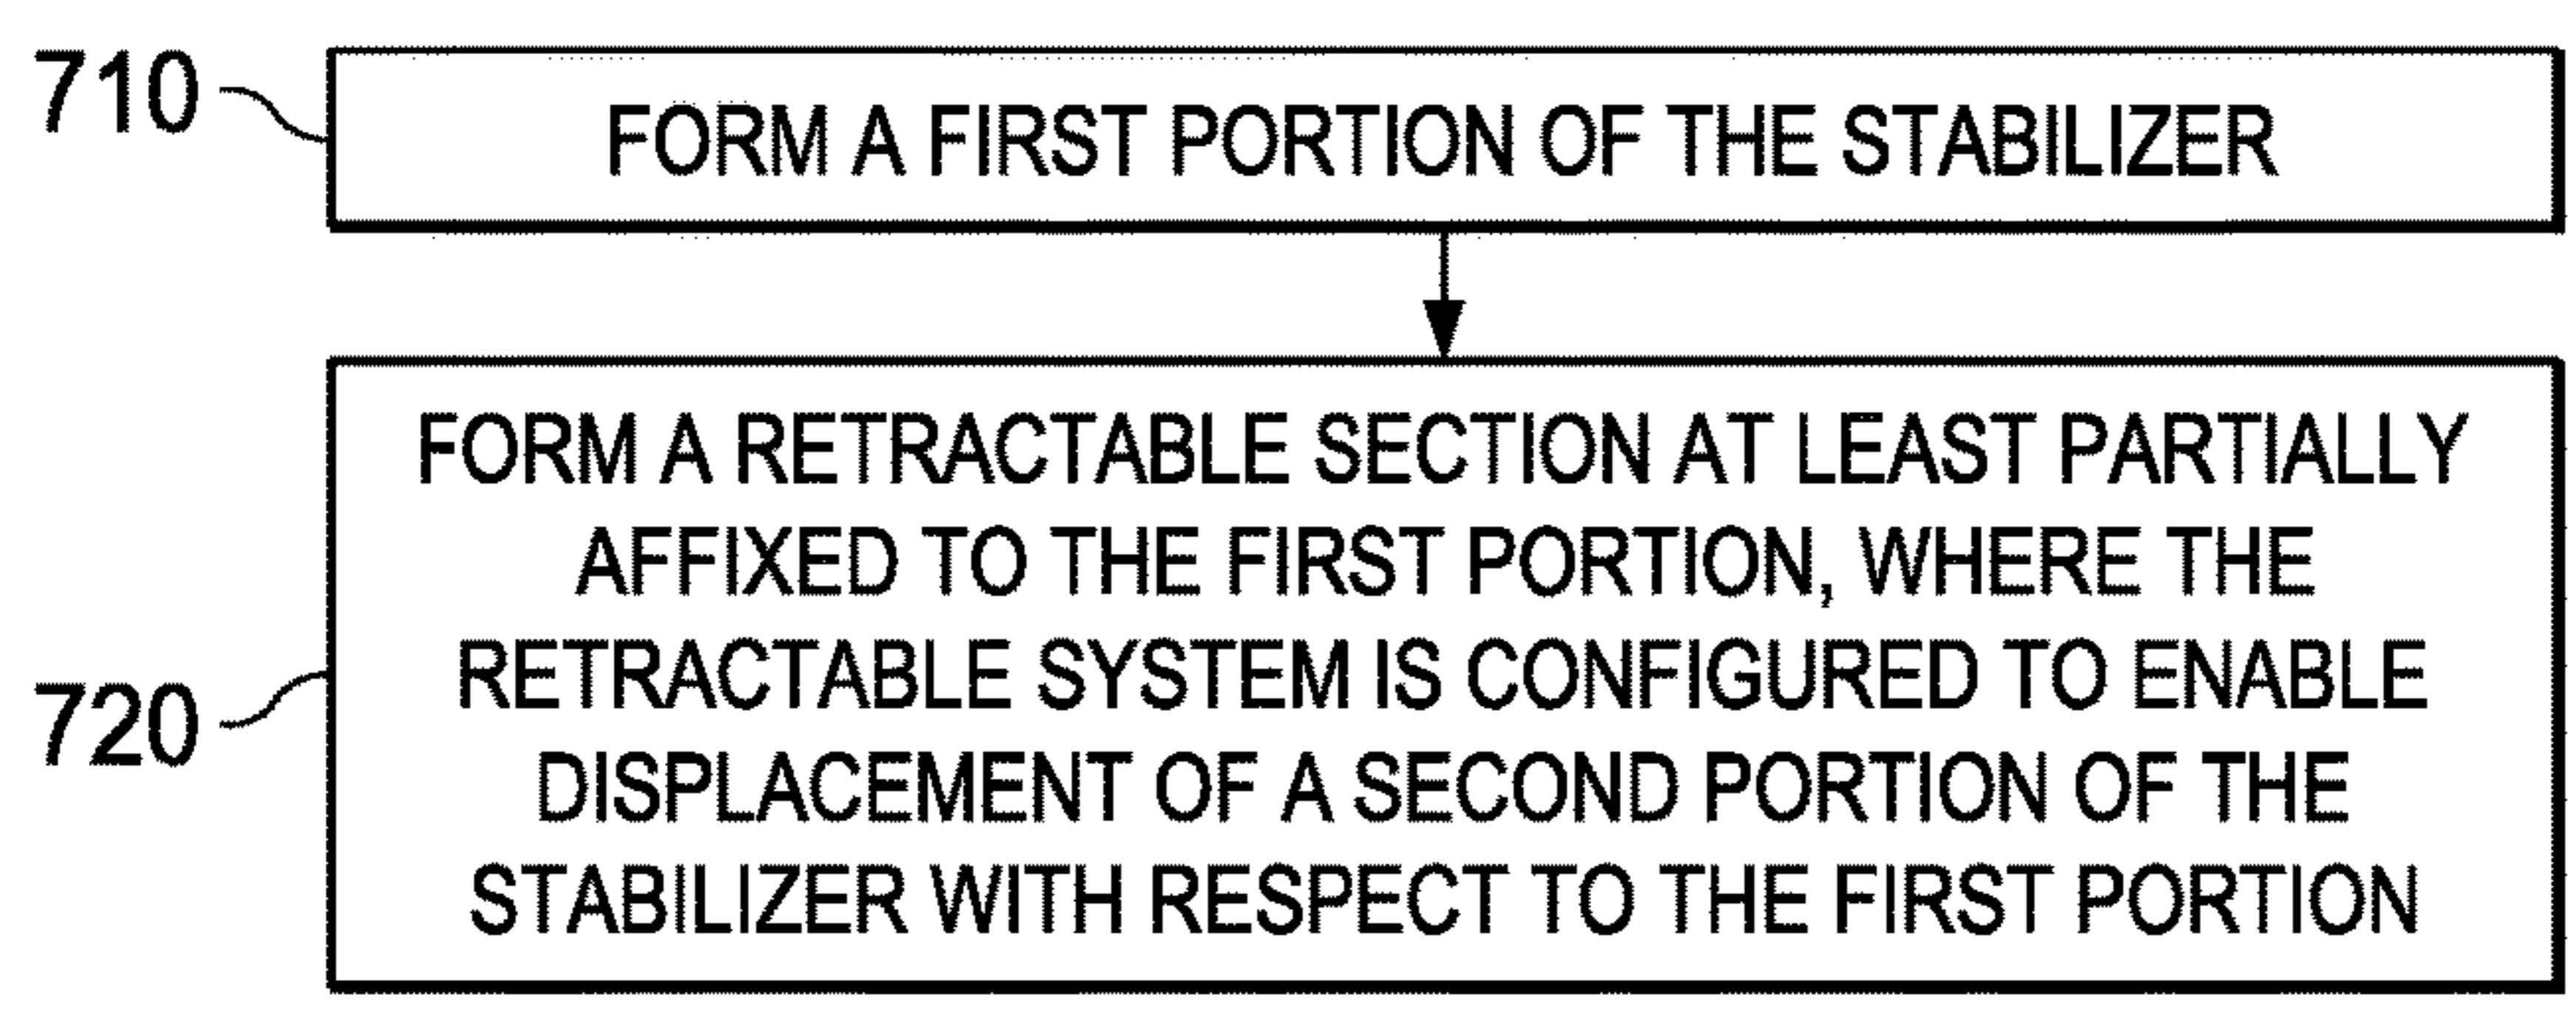 710
FORM A FIRST PORTION OF THE STABILIZER
720
FORM A RETRACTABLE SECTION AT LEAST PARTIALLY
AFFIXED TO THE FIRST PORTION, WHERE THE
RETRACTABLE SYSTEM IS CONFIGURED TO ENABLE
DISPLACEMENT OF A SECOND PORTION OF THE
STABILIZER WITH RESPECT TO THE FIRST PORTION